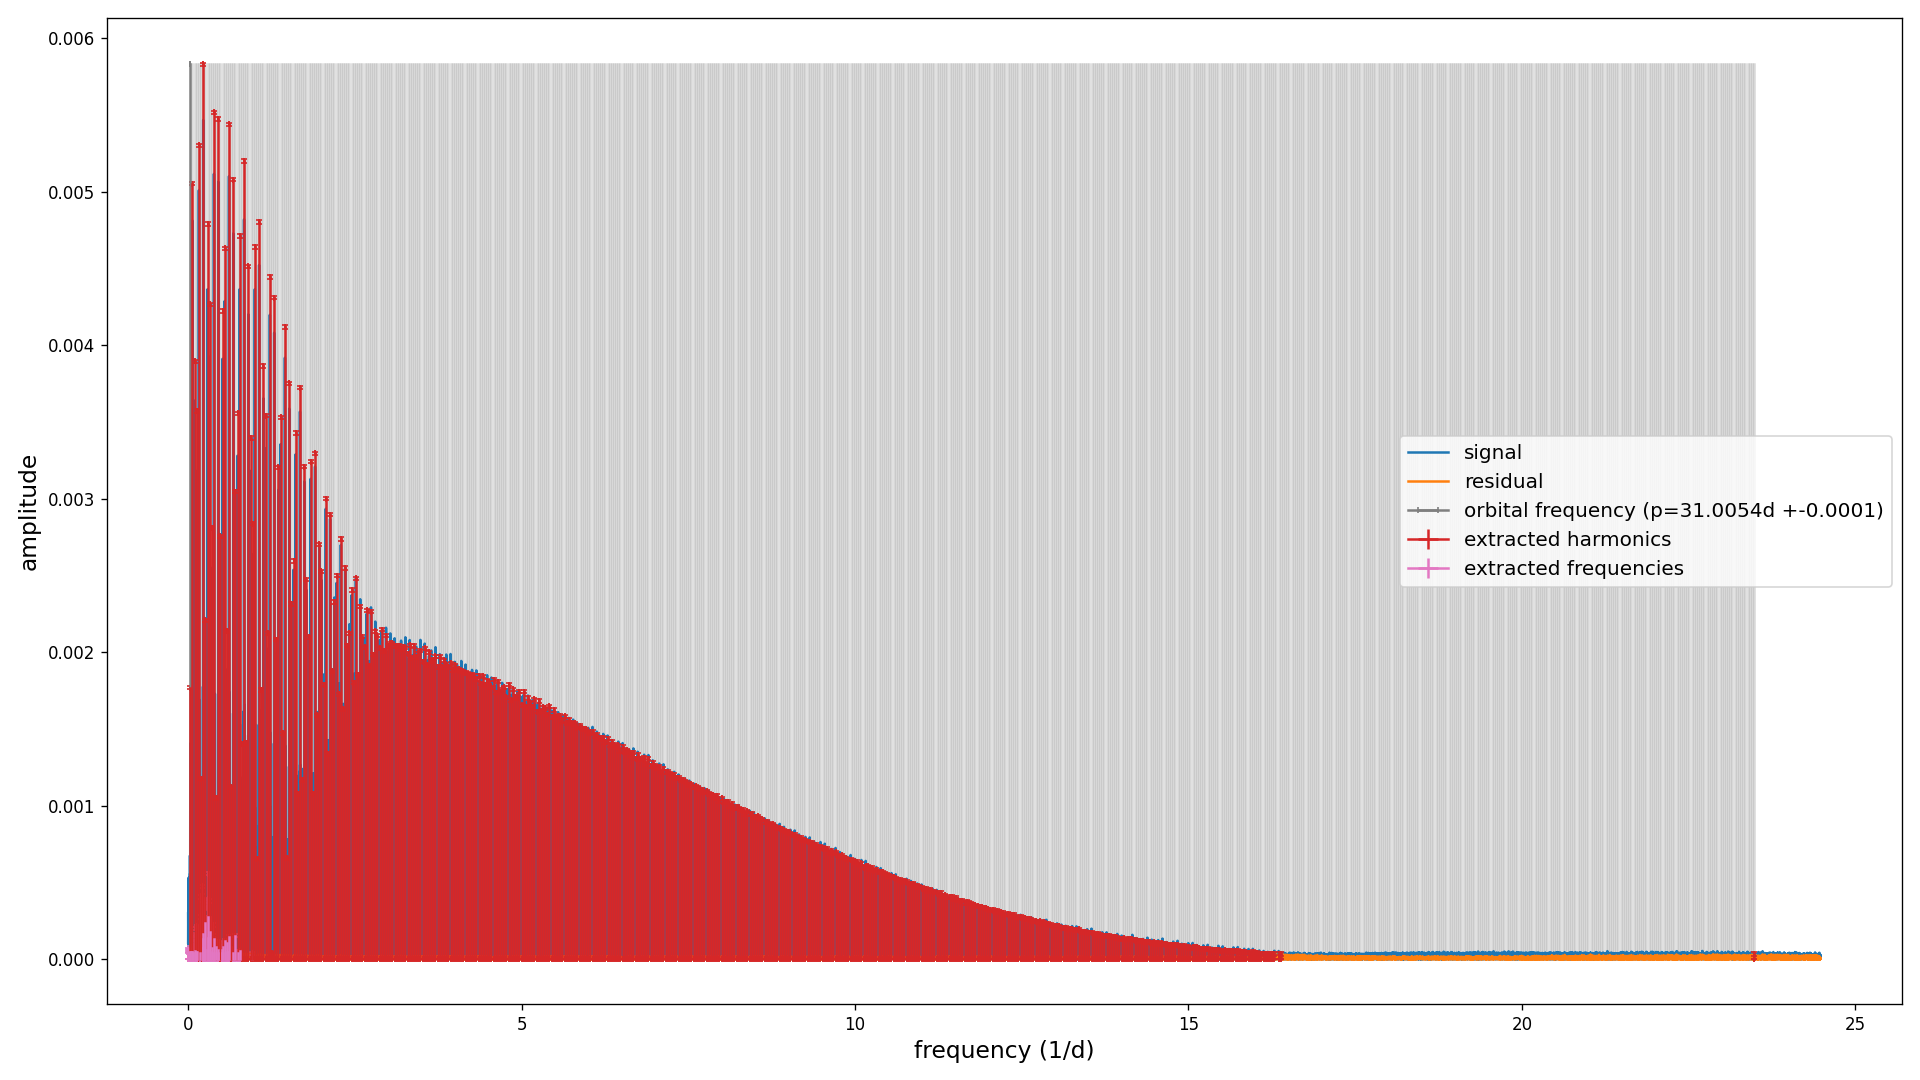 0.006
0.005
0.004
0.003
0.002
0.001
0.000
amplitude
0
5
10
15
20
25
frequency (1/d)
signal
residual
orbital frequency (p=31.0054d +-0.0001)
extracted harmonics
extracted frequencies